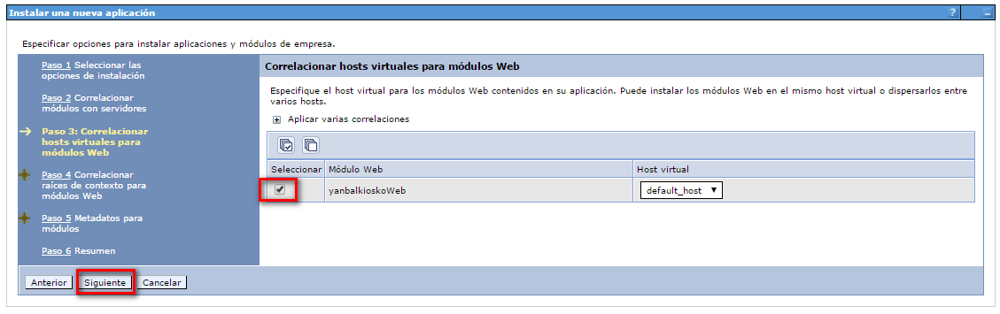 Instalar una nueva aplicación
?
Especificar opciones para instalar aplicaciones y módulos de empresa.
Paso 1 Seleccionar las
opciones de instalación
Paso 2 Correlacionar
módulos con servidores
Paso 3: Correlacionar
hosts virtuales para
módulos Web
Paso 4 Correlacionar
raíces de contexto para
módulos Web
Paso 5 Metadatos para
módulos
Paso 6 Resumen
Correlacionar hosts virtuales para módulos Web
Especifique el host virtual para los módulos Web contenidos en su aplicación. Puede instalar los módulos Web en el mismo host virtual o dispersarlos entre
varios hosts.
Aplicar varias correlaciones
Seleccionar Módulo Web Host virtual
yanbalkioskoWeb default_host
Anterior Siguiente Cancelar